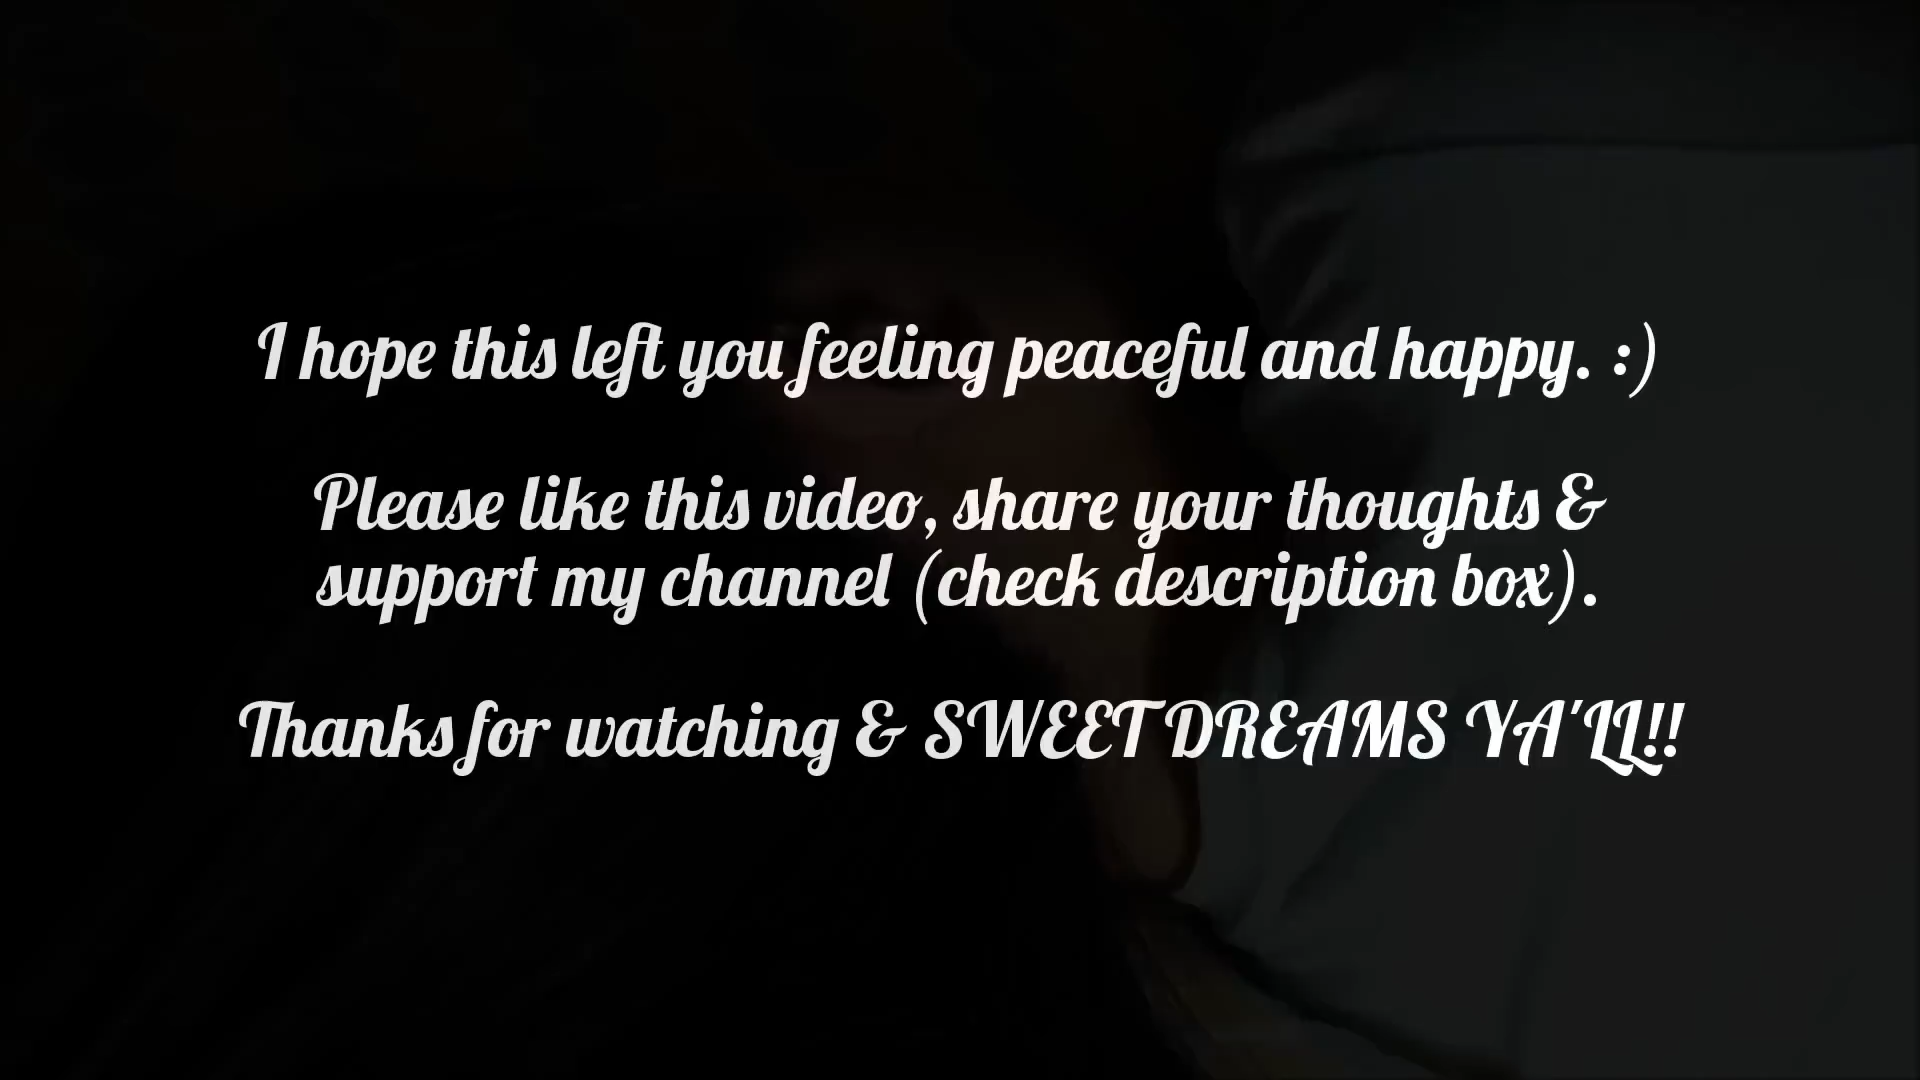 I hope this left you feeling peaceful and happy. :)
Please like this video, share your thoughts &
support my channel (check description box).
Thanks for watching & SWEET DREAMS YA'LL!!